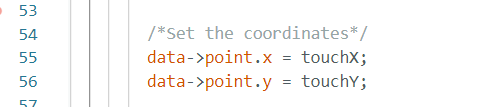 53
54 /*Set the coordinates*/
55 data->point.x = touchX;
56 data->point.y = touchY;
57